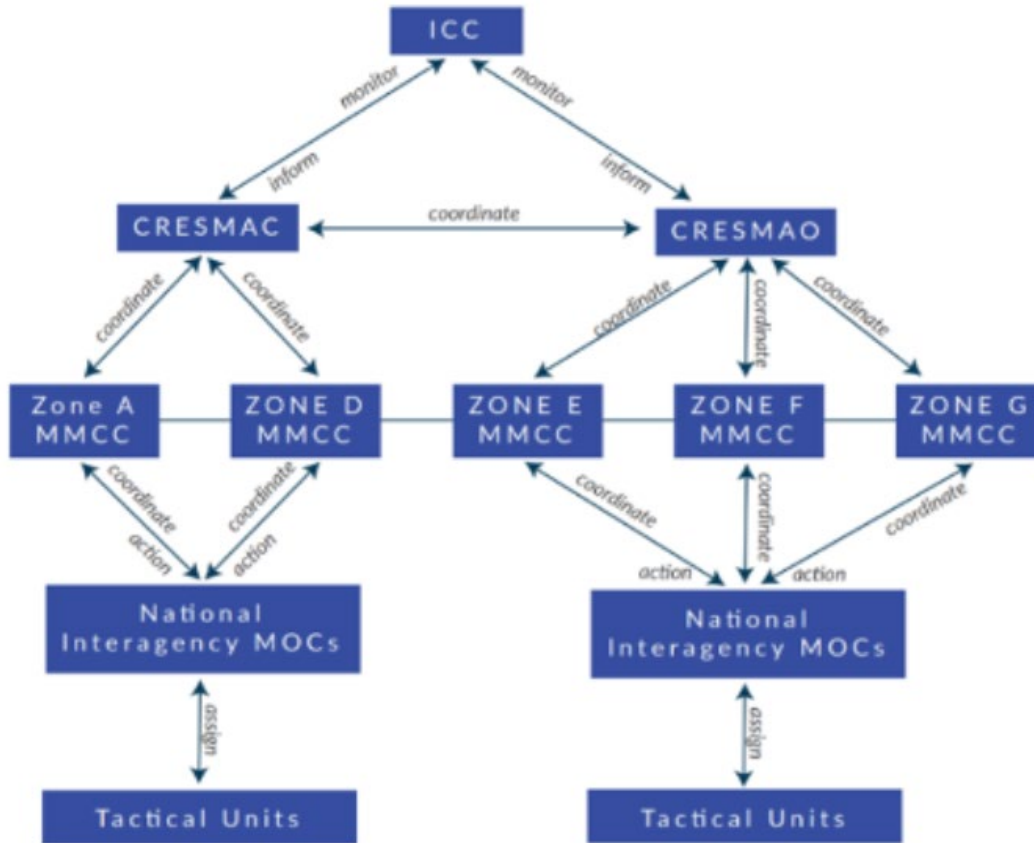 ICC
monitor
monitor
inform
inform
CRESMAC
coordinate
CRESMAO
coordinate
coordinate
coordinate
coordinate
coordinate
Zone A
MMCC
ZONE D
MMCC
ZONE E
MMCC
ZONE F
MMCC
ZONE G
MMCC
coordinate
coordinate
coordinate
coordinate
coordinate
action
action
action
action
National
Interagency MOCs
National
Interagency MOCs
assign
assign
Tactical Units
Tactical Units